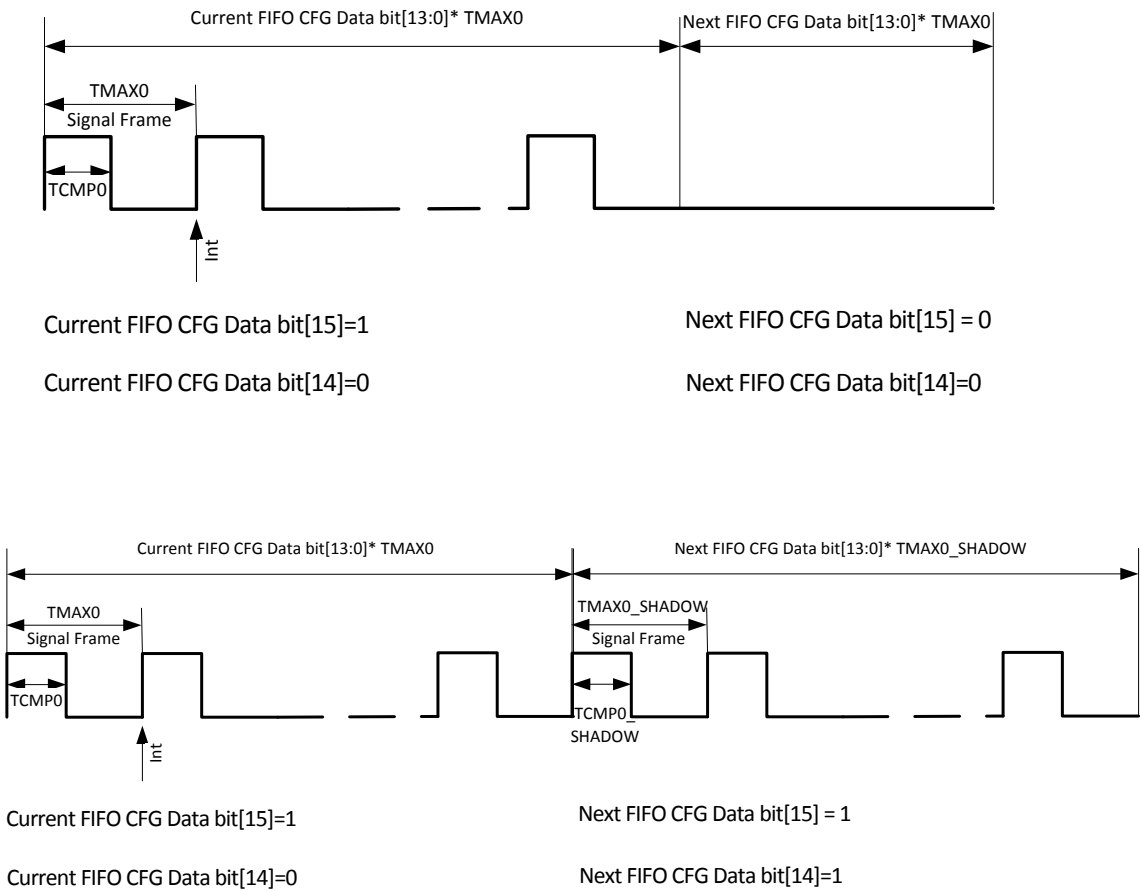 Current FIFO CFG Data bit[13:0]* TMAX0
Next FIFO CFG Data bit[13:0]* TMAX0
TMAX0
Signal Frame
TCMP0
Int
Current FIFO CFG Data bit[15]=1
Next FIFO CFG Data bit[15] = 0
Current FIFO CFG Data bit[14]=0
Next FIFO CFG Data bit[14]=0
Current FIFO CFG Data bit[13:0]* TMAX0
Next FIFO CFG Data bit[13:0]* TMAX0_SHADOW
TMAX0
Signal Frame
TMAX0_SHADOW
Signal Frame
TCMP0
TCMP0_
SHADOW
Int
Current FIFO CFG Data bit[15]=1
Next FIFO CFG Data bit[15] = 1
Current FIFO CFG Data bit[14]=0
Next FIFO CFG Data bit[14]=1